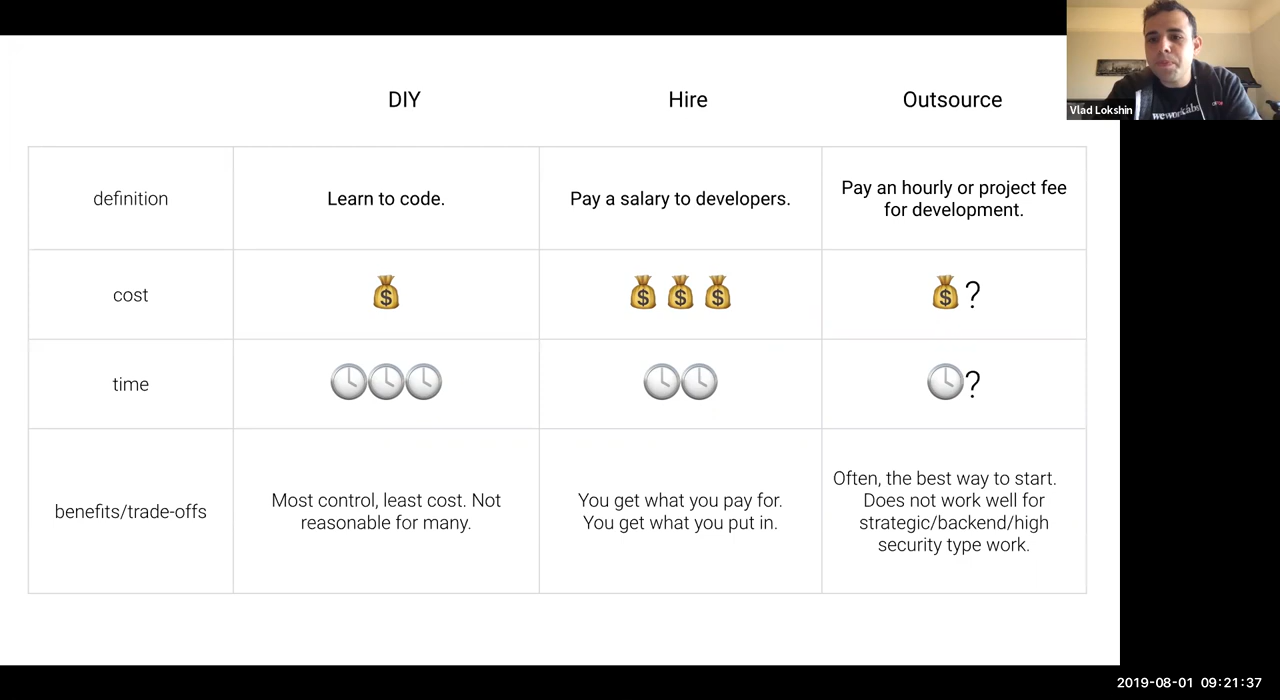 DIY
Hire
Outsource
Vlad Lokshin
definition
Learn to code.
Pay a salary to developers.
Pay an hourly or project fee
for development.
cost
?
time
?
benefits/trade-offs
Most control, least cost. Not
reasonable for many.
You get what you pay for.
You get what you put in.
Often, the best way to start.
Does not work well for
strategic/backend/high
security type work.
2019-08-01 09:21:37